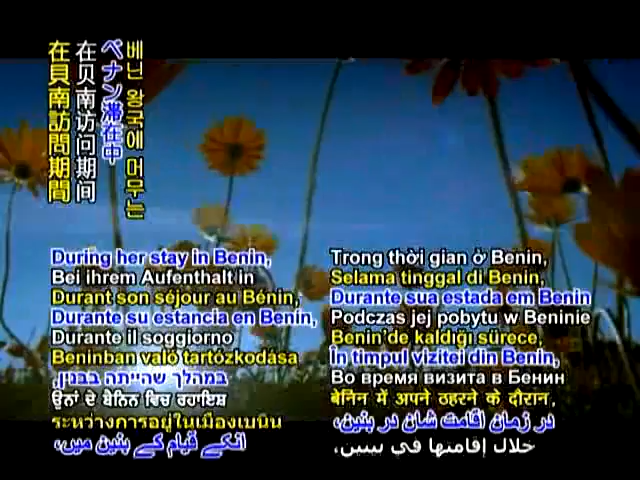 在貝南訪問期間
在贝南访问期间
ベナン滞在中
베닌 왕국에 머무는
During her stay in Benin,
Bei ihrem Aufenthalt in
Durant son séjour au Bénin,
Durante su estancia en Benín,
Durante il soggiorno
Beninban való tartózkodása
במהלך שהייתה בבנין,
ਉਨਾਂ ਦੇ ਬੇਨਿਨ ਵਿਚ ਰਹਾਇਸ਼
ระหว่างการอยู่ในเมืองเบนิน
انکے قیام کے بنین میں،
Trong thời gian ở Benin,
Selama tinggal di Benin,
Durante sua estada em Benin
Podczas jej pobytu w Beninie
Benin'de kaldığı sürece,
În timpul vizitei din Benin,
Во время визита в Бенин
बेनिन में अपने ठहरने के दौरान,
در زمان اقامت شان در بنین،
خلال إقامتها في بينين،